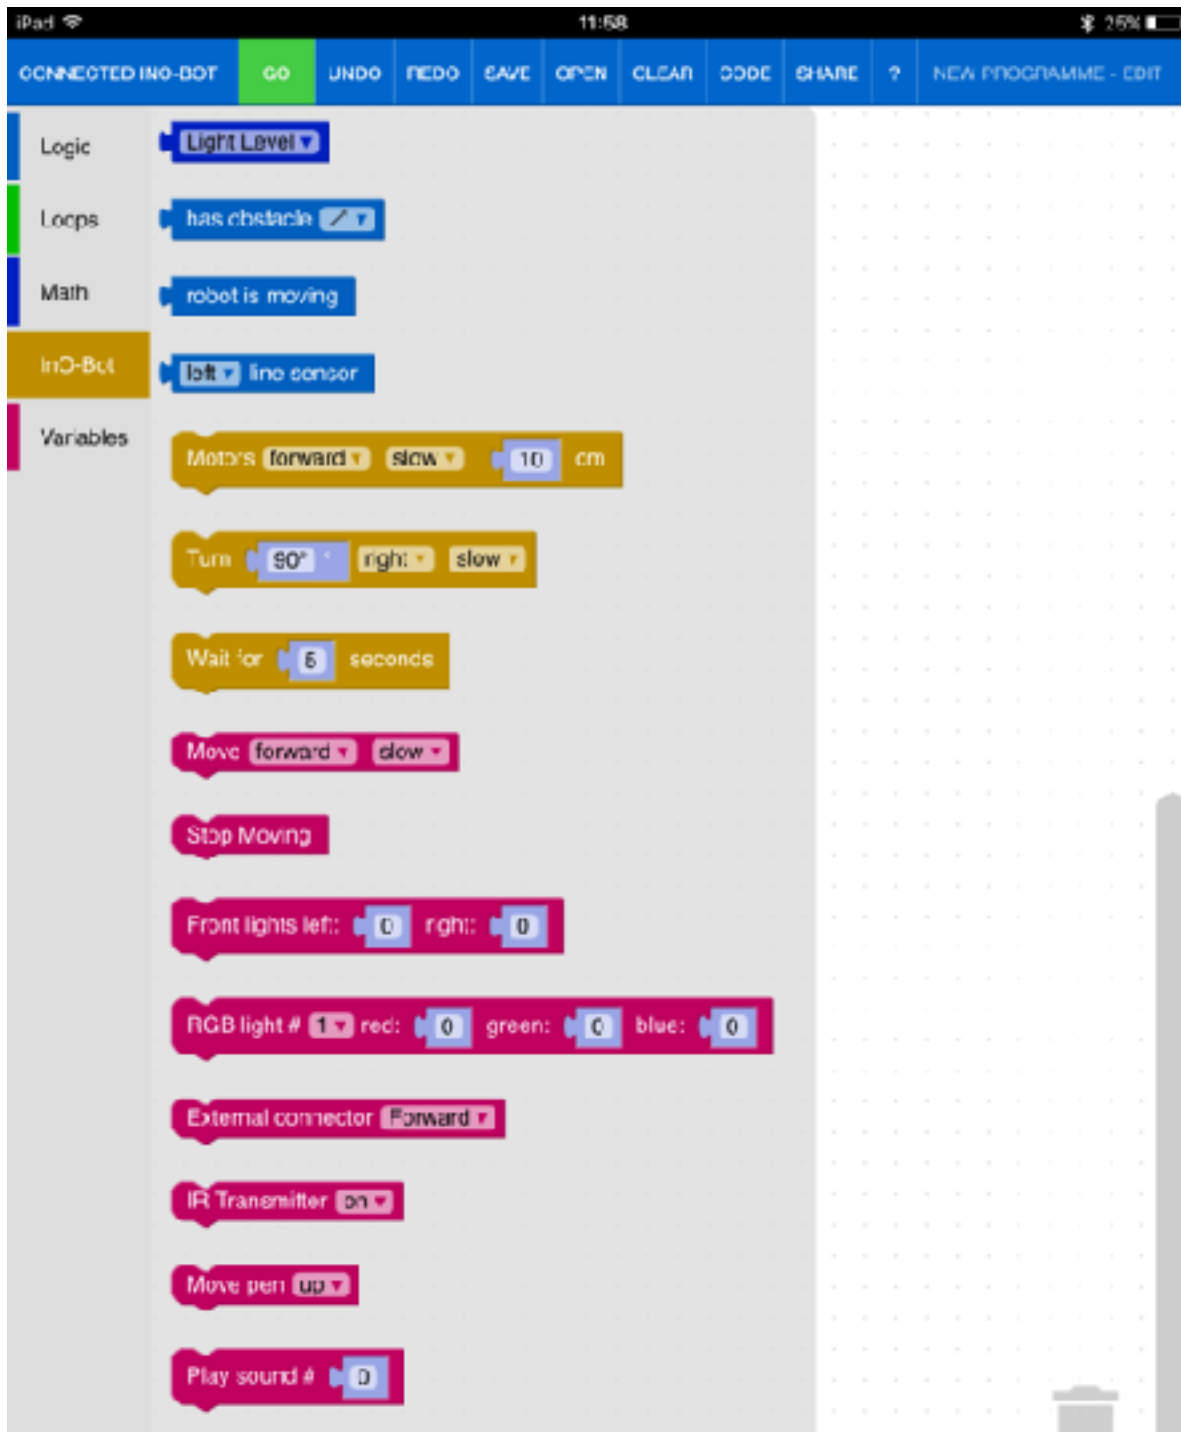 iPad 11:58 25%
CONNECTED INO-BOT GO UNDO REDO SAVE OPEN CLEAR CODE SHARE ? NEW PROGRAMME - EDIT
Logic
Loops
Math
InO-Bot
Variables
Light Level
has obstacle
robot is moving
left line sensor
Motors forward slow 10 cm
Turn 90° ° right slow
Wait for 5 seconds
Move forward slow
Stop Moving
Front lights left: 0 right: 0
RGB light # 1 red: 0 green: 0 blue: 0
External connector Forward
IR Transmitter on
Move pen up
Play sound # 0